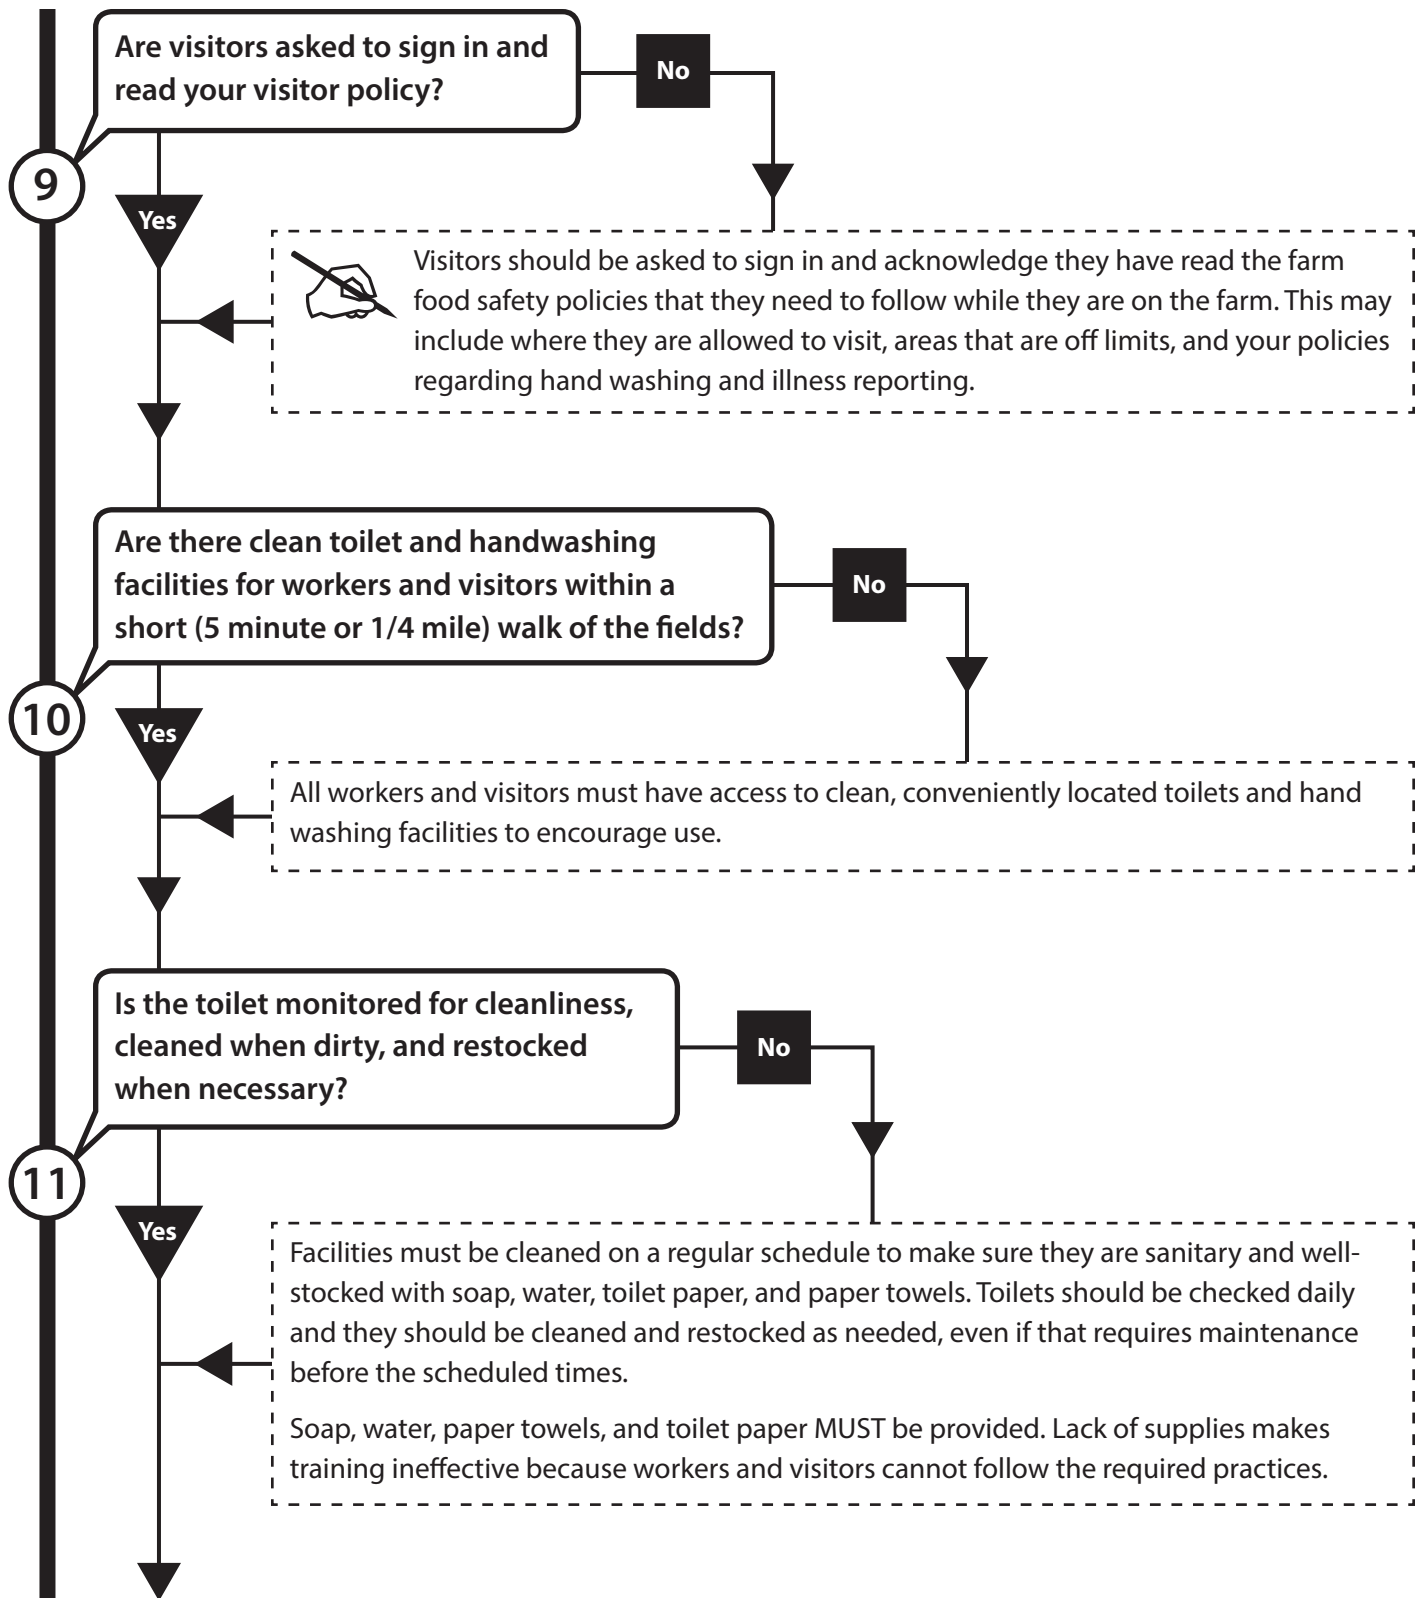 Are visitors asked to sign in and
read your visitor policy?
No
9
Yes
Visitors should be asked to sign in and acknowledge they have read the farm
food safety policies that they need to follow while they are on the farm. This may
include where they are allowed to visit, areas that are off limits, and your policies
regarding hand washing and illness reporting.
Are there clean toilet and handwashing
facilities for workers and visitors within a
short (5 minute or 1/4 mile) walk of the fields?
No
10
Yes
All workers and visitors must have access to clean, conveniently located toilets and hand
washing facilities to encourage use.
Is the toilet monitored for cleanliness,
cleaned when dirty, and restocked
when necessary?
No
11
Yes
Facilities must be cleaned on a regular schedule to make sure they are sanitary and well-
stocked with soap, water, toilet paper, and paper towels. Toilets should be checked daily
and they should be cleaned and restocked as needed, even if that requires maintenance
before the scheduled times.
Soap, water, paper towels, and toilet paper MUST be provided. Lack of supplies makes
training ineffective because workers and visitors cannot follow the required practices.